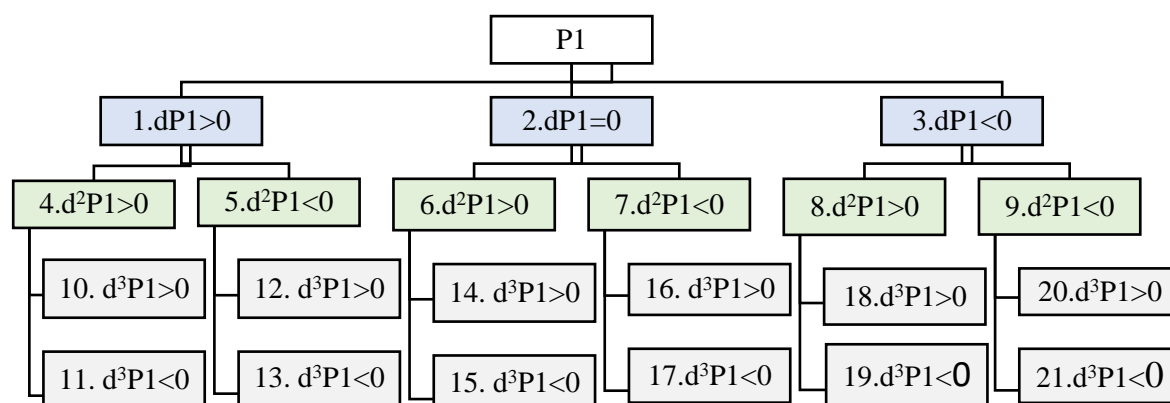 P1
1.dP1>0
2.dP1=0
3.dP1<0
4.d²P1>0
5.d²P1<0
6.d²P1>0
7.d²P1<0
8.d²P1>0
9.d²P1<0
10. d³P1>0
12. d³P1>0
14. d³P1>0
16. d³P1>0
18.d³P1>0
20.d³P1>0
11. d³P1<0
13. d³P1<0
15. d³P1<0
17.d³P1<0
19.d³P1<0
21.d³P1<0